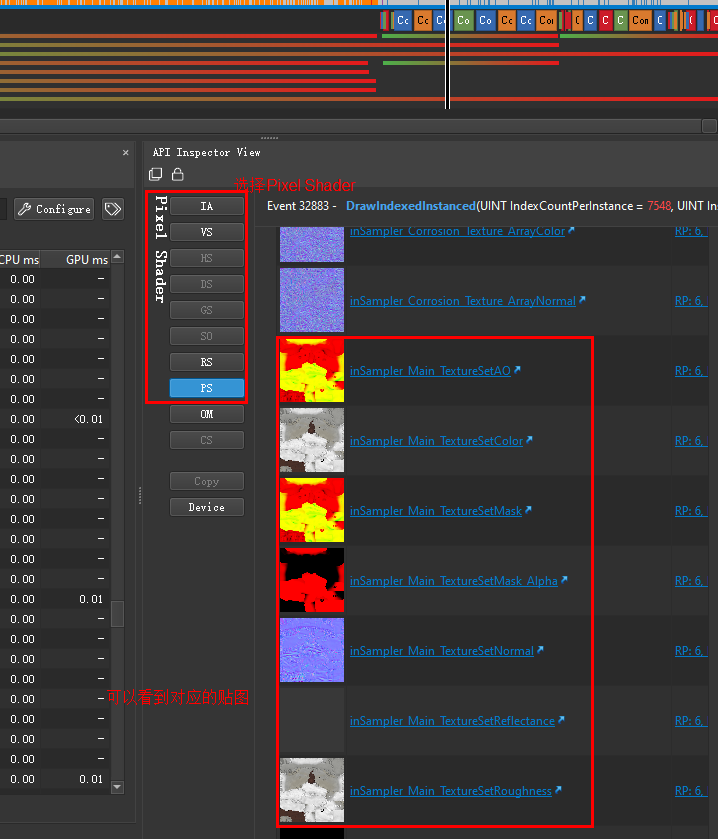 Co Cc Co Co Cc Co Con C C C C Con C
API Inspector View
选择Pixel Shader
Event 32883 - DrawIndexedInstanced(UINT IndexCountPerInstance = 7548, UINT Ins
Configure
CPU ms GPU ms
0.00 —
0.00 —
0.00 —
0.00 —
0.00 —
0.00 —
0.00 —
0.00 <0.01
0.00 —
0.00 —
0.00 —
0.00 —
0.00 —
0.00 —
0.00 —
0.00 —
0.00 0.01
0.00 —
0.00 —
0.00 —
0.00 —
0.00 —
0.00 —
0.00 —
0.00 —
0.00 0.01
Pixel Shader
IA
VS
HS
DS
GS
SO
RS
PS
OM
CS
Copy
Device
可以看到对应的贴图
inSampler_Corrosion_Texture_ArrayColor RP: 6,
inSampler_Corrosion_Texture_ArrayNormal RP: 6,
inSampler_Main_TextureSetAO RP: 6,
inSampler_Main_TextureSetColor RP: 6,
inSampler_Main_TextureSetMask RP: 6,
inSampler_Main_TextureSetMask_Alpha RP: 6,
inSampler_Main_TextureSetNormal RP: 6,
inSampler_Main_TextureSetReflectance RP: 6,
inSampler_Main_TextureSetRoughness RP: 6,